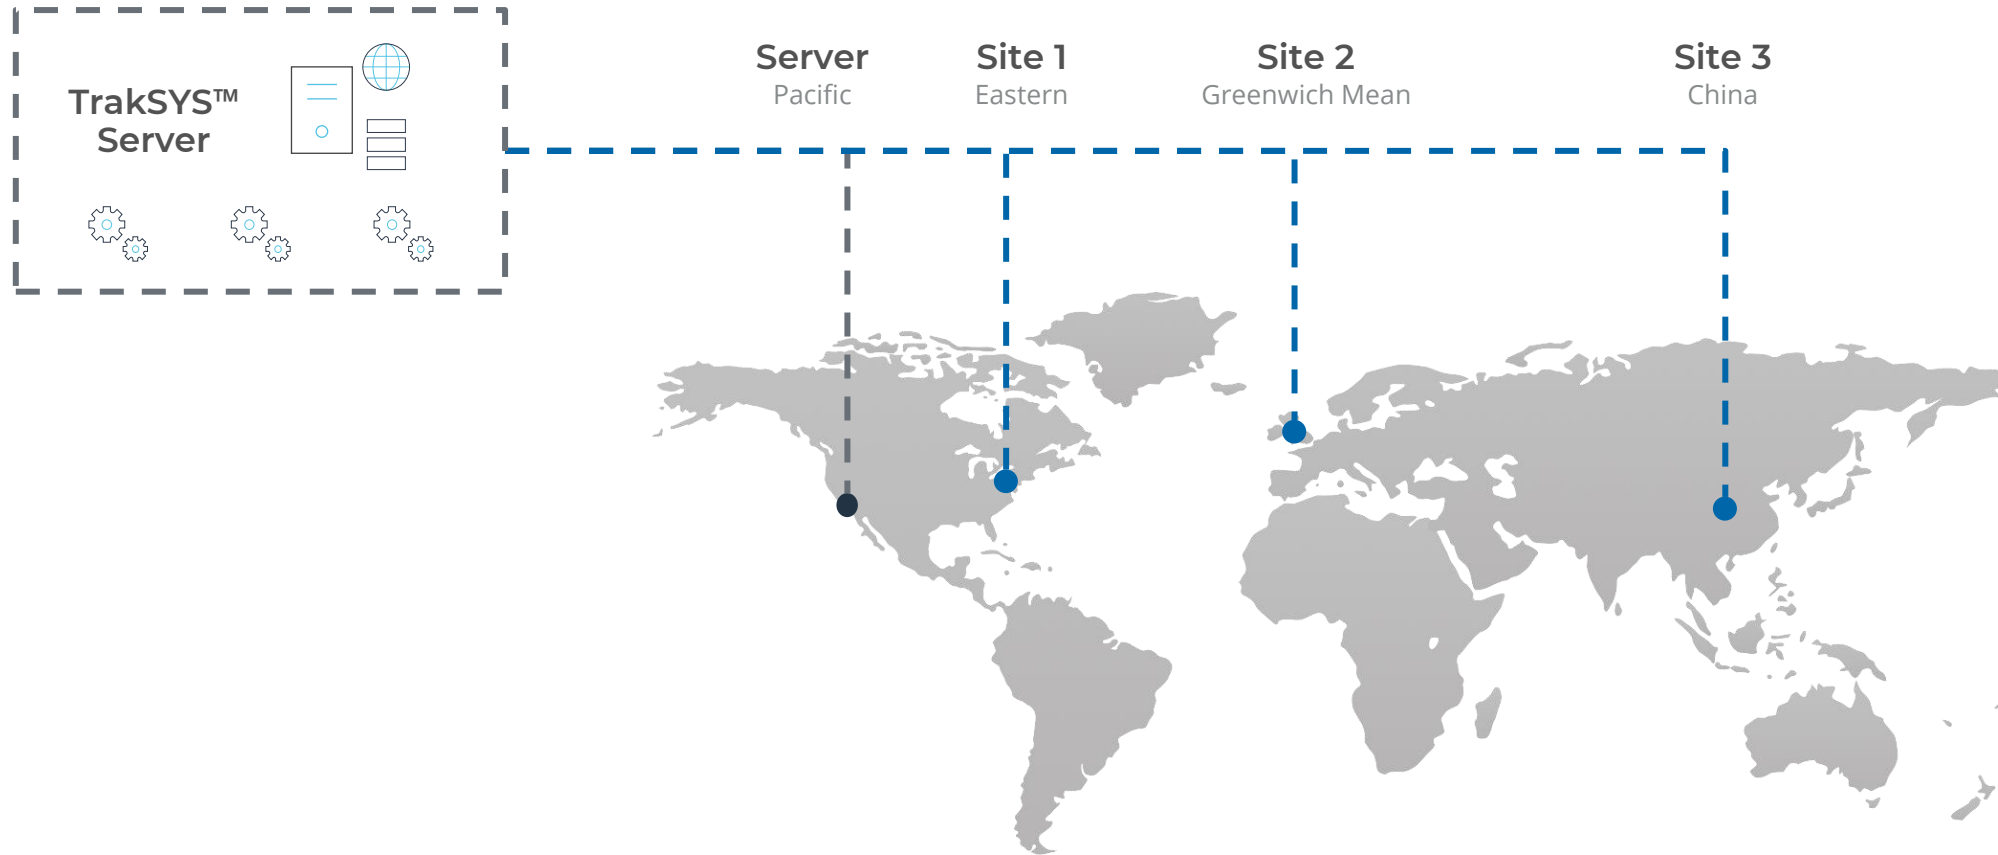 TrakSYS™
Server
Server
Pacific
Site 1
Eastern
Site 2
Greenwich Mean
Site 3
China